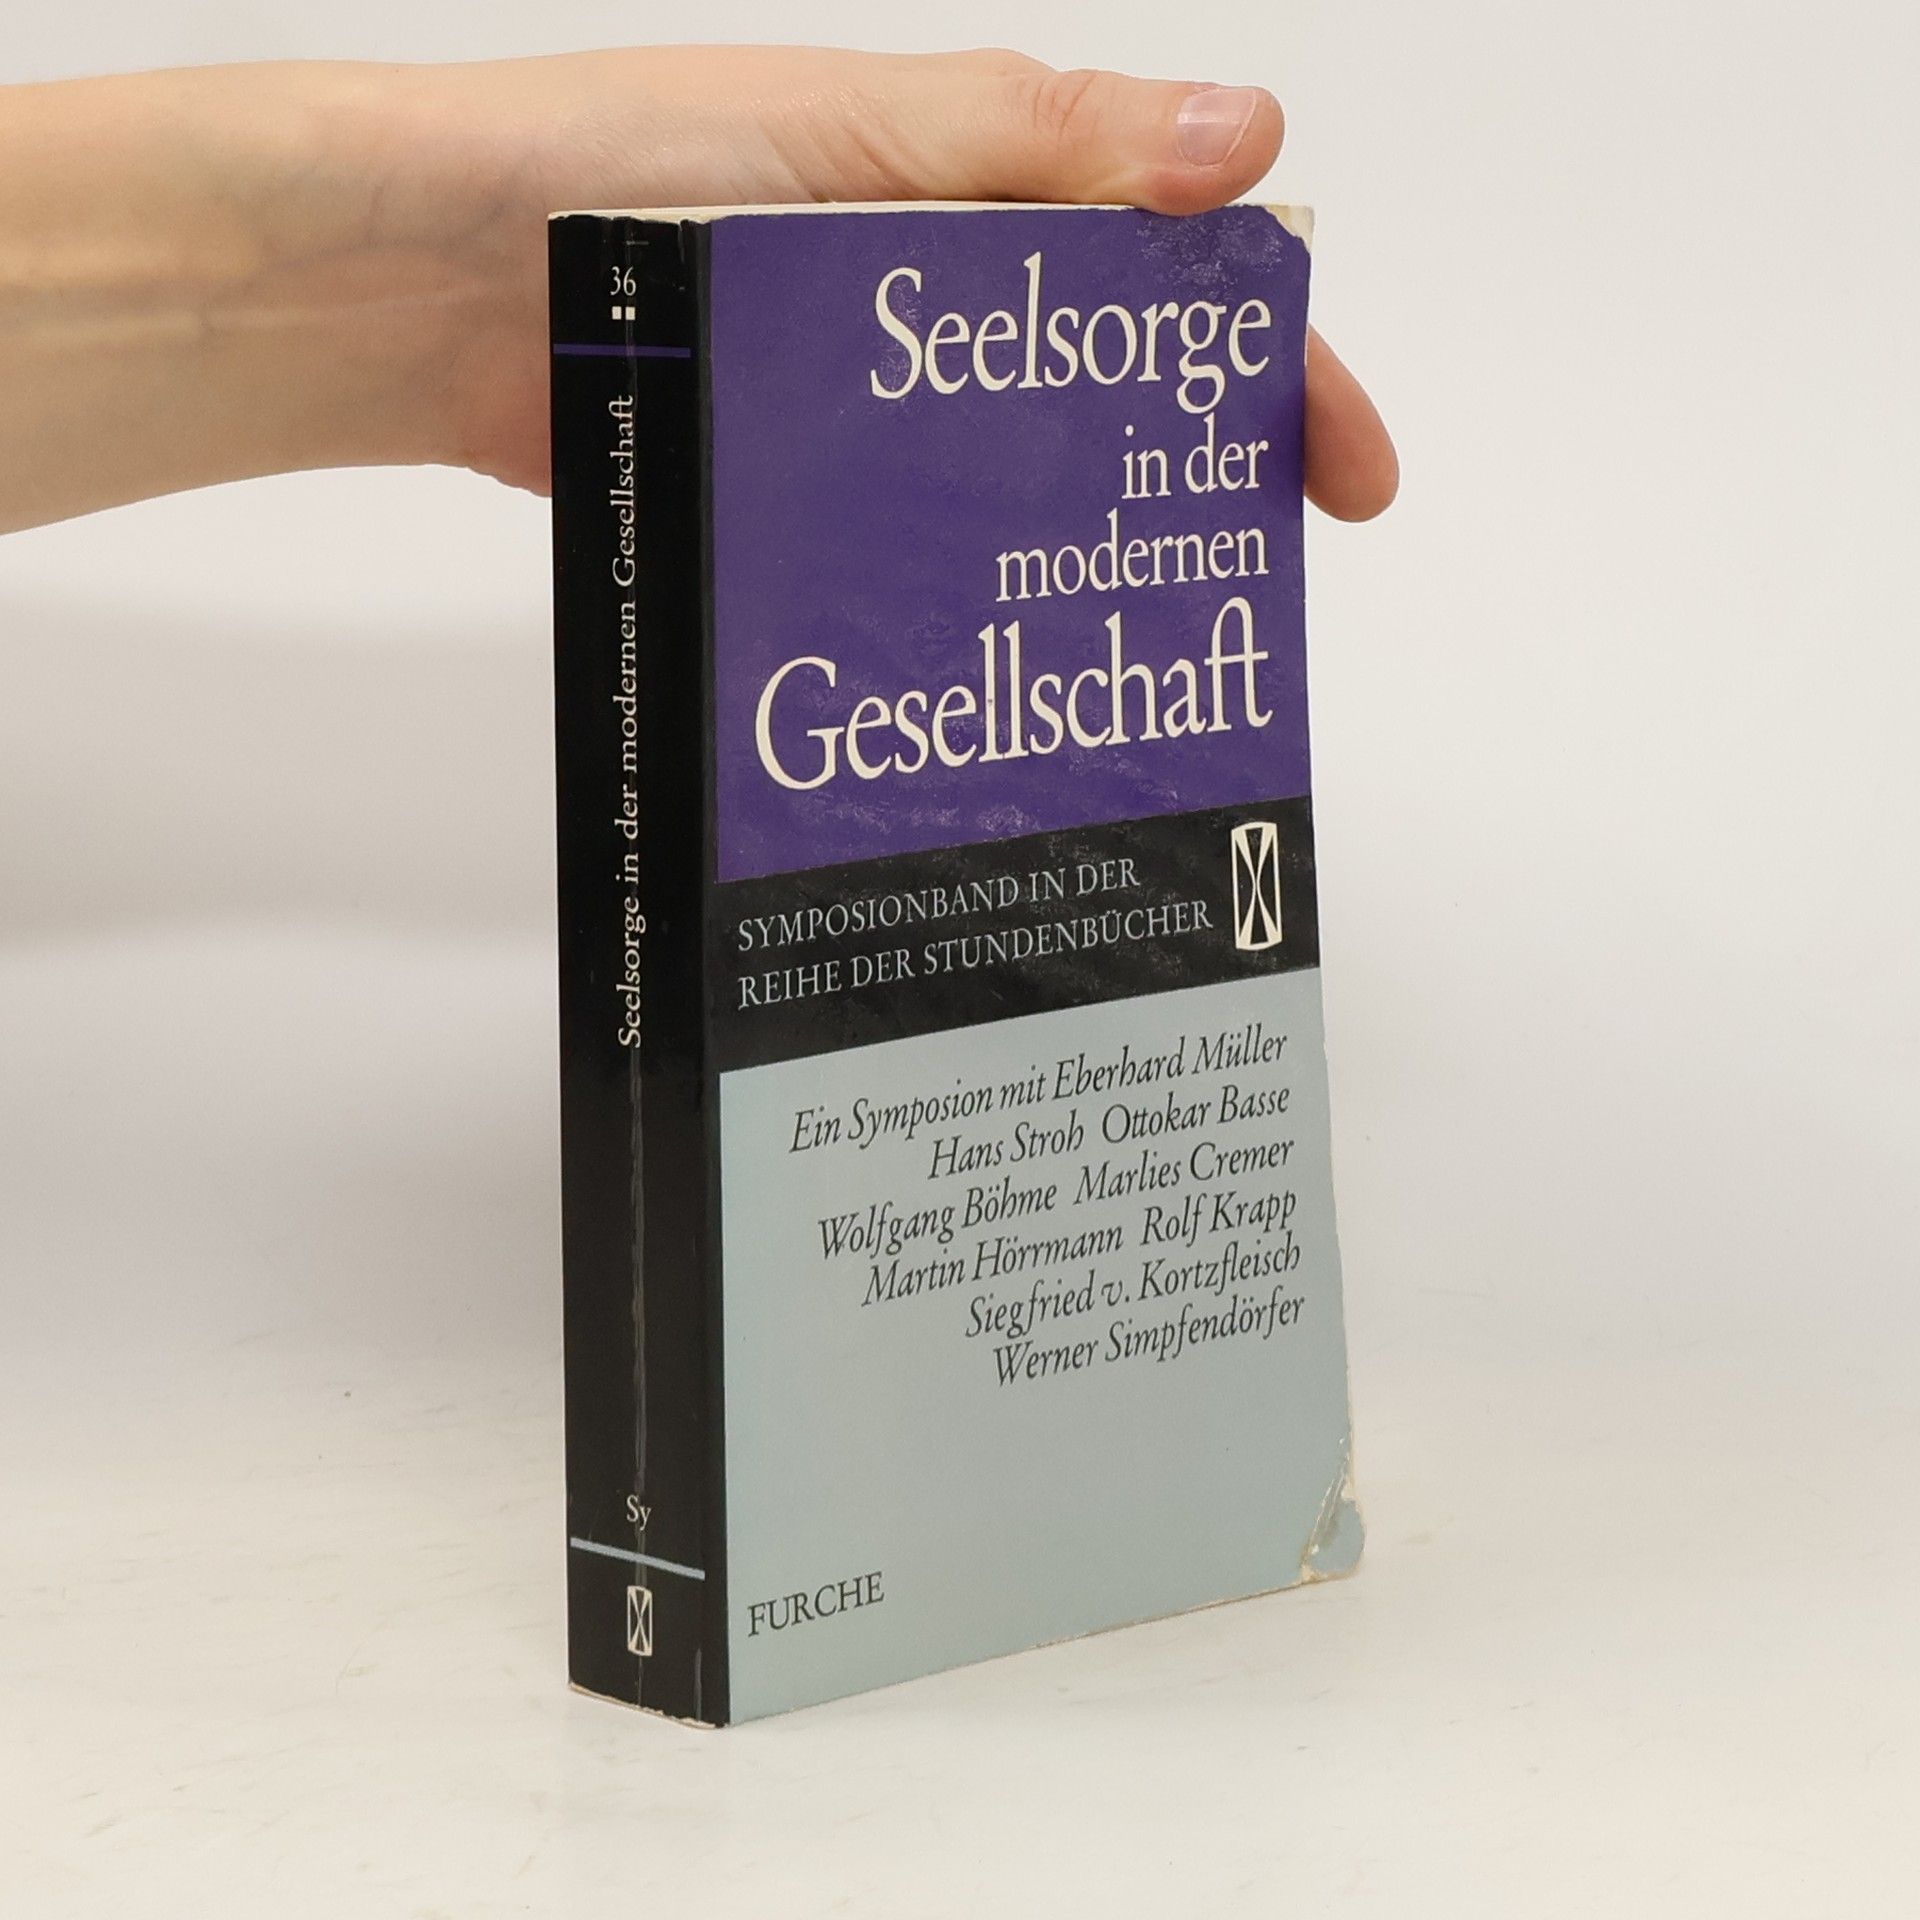 36
Seelsorge in der modernen Gesellschaft
Sy
Seelsorge
in der
modernen
Gesellschaft
SYMPOSIONBAND IN DER
REIHE DER STUNDENBÜCHER
Ein Symposion mit Eberhard Müller
Hans Stroh Ottokar Basse
Wolfgang Böhme Marlies Cremer
Martin Hörrmann Rolf Krapp
Siegfried v. Kortzfleisch
Werner Simpfendörfer
FURCHE